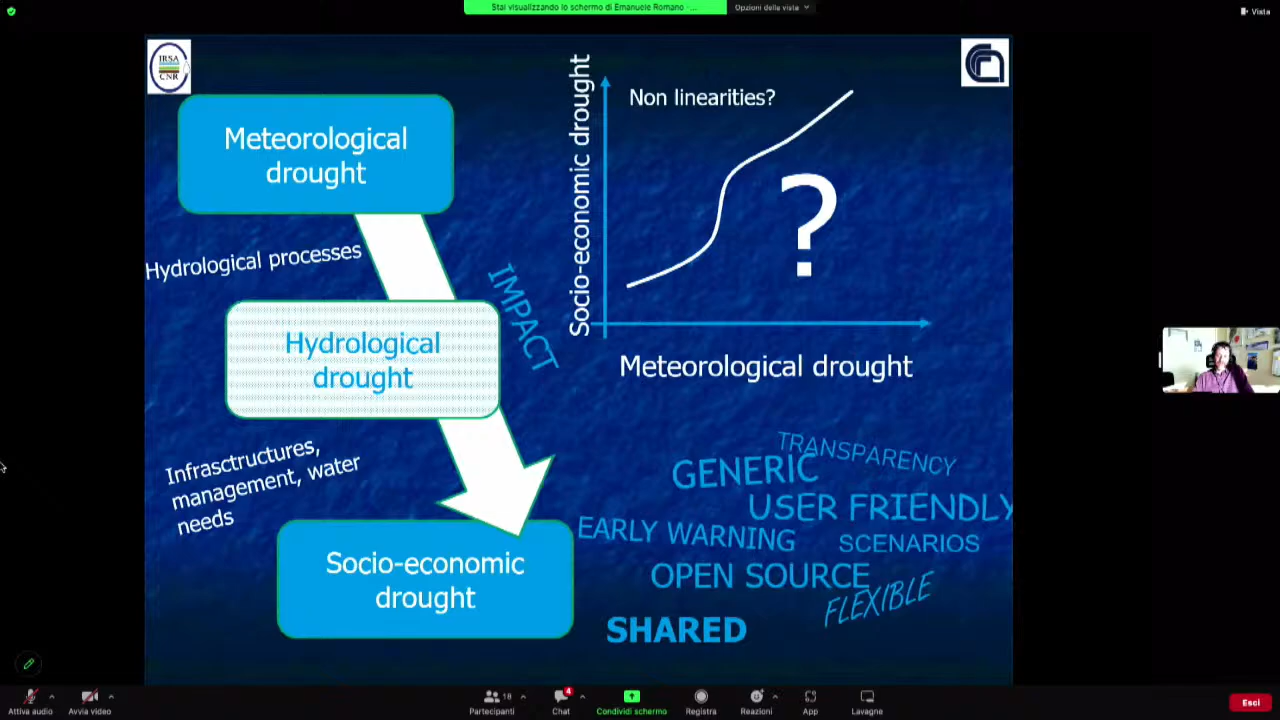 Stai visualizzando lo schermo di Emanuele Romano -...
Opzioni della vista
Vista
IRSA
CNR
Meteorological
drought
Hydrological processes
Hydrological
drought
IMPACT
Infrasctructures,
management, water
needs
Socio-economic
drought
Socio-economic drought
Non linearities?
?
Meteorological drought
TRANSPARENCY
GENERIC
USER FRIENDLY
EARLY WARNING
SCENARIOS
OPEN SOURCE
FLEXIBLE
SHARED
Attiva audio
Avvia video
Partecipanti
18
Chat
4
Condividi schermo
Registra
Reazioni
App
Lavagne
Esci